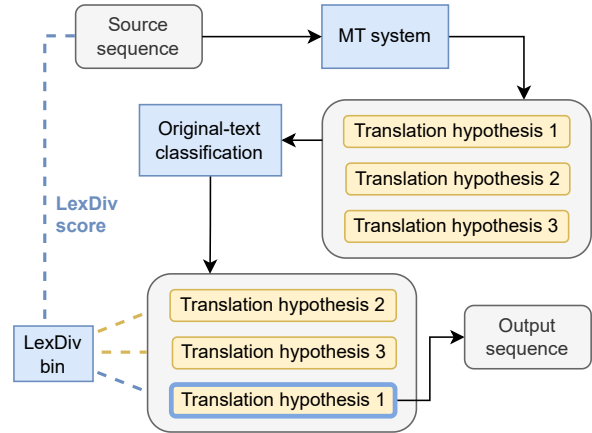 Source
sequence
MT system
Original-text
classification
Translation hypothesis 1
Translation hypothesis 2
Translation hypothesis 3
LexDiv
score
Translation hypothesis 2
Translation hypothesis 3
Translation hypothesis 1
LexDiv
bin
Output
sequence